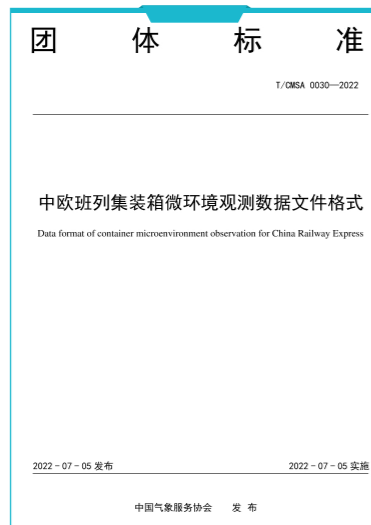 团体标准
T/CMSA 0030—2022
中欧班列集装箱微环境观测数据文件格式
Data format of container microenvironment observation for China Railway Express
2022-07-05 发布 2022-07-05 实施
中国气象服务协会 发布